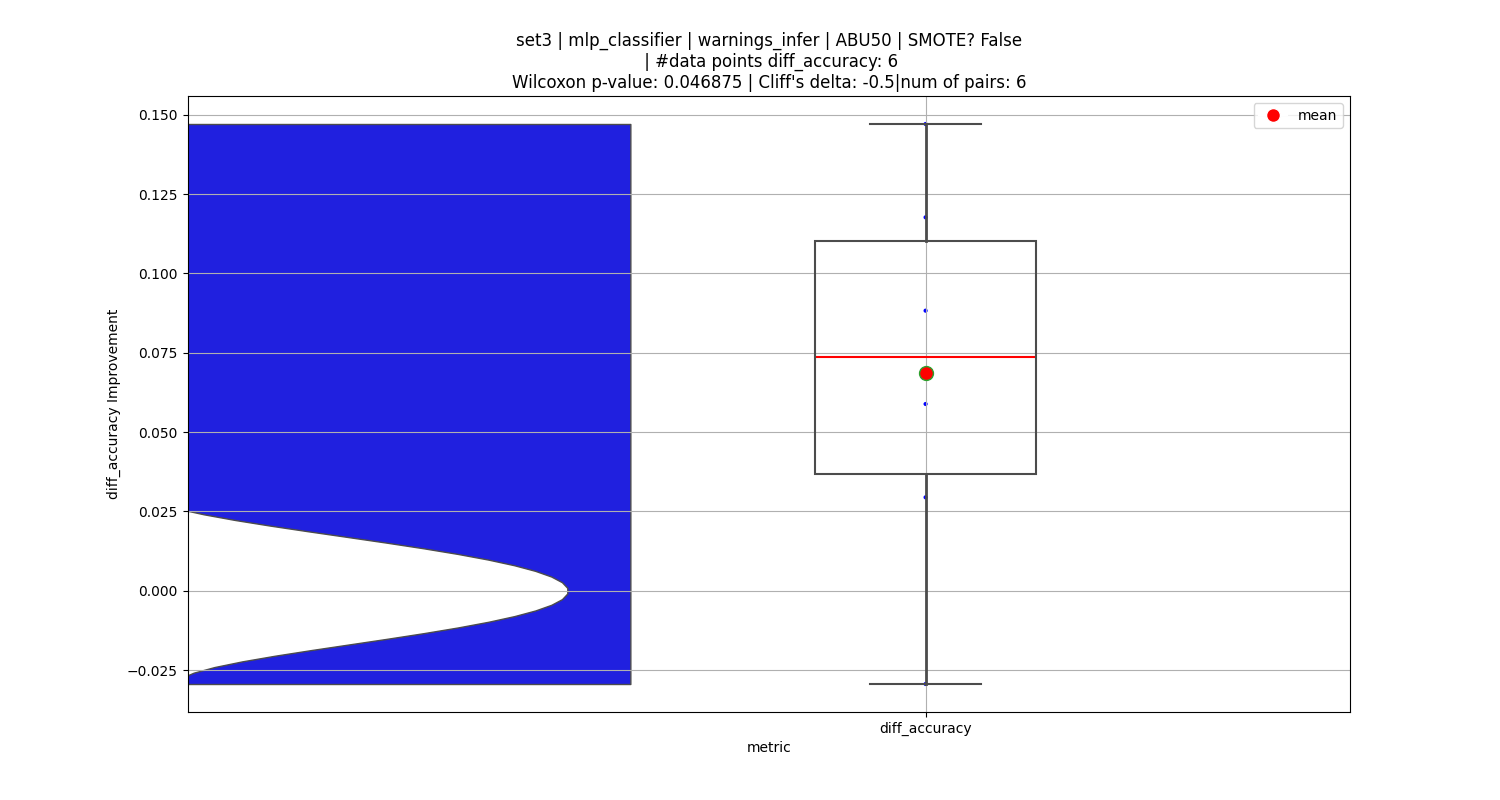 set3 | mlp_classifier | warnings_infer | ABU50 | SMOTE? False
| #data points diff_accuracy: 6
Wilcoxon p-value: 0.046875 | Cliff's delta: -0.5|num of pairs: 6
mean
0.150
0.125
0.100
0.075
0.050
0.025
0.000
−0.025
diff_accuracy Improvement
diff_accuracy
metric